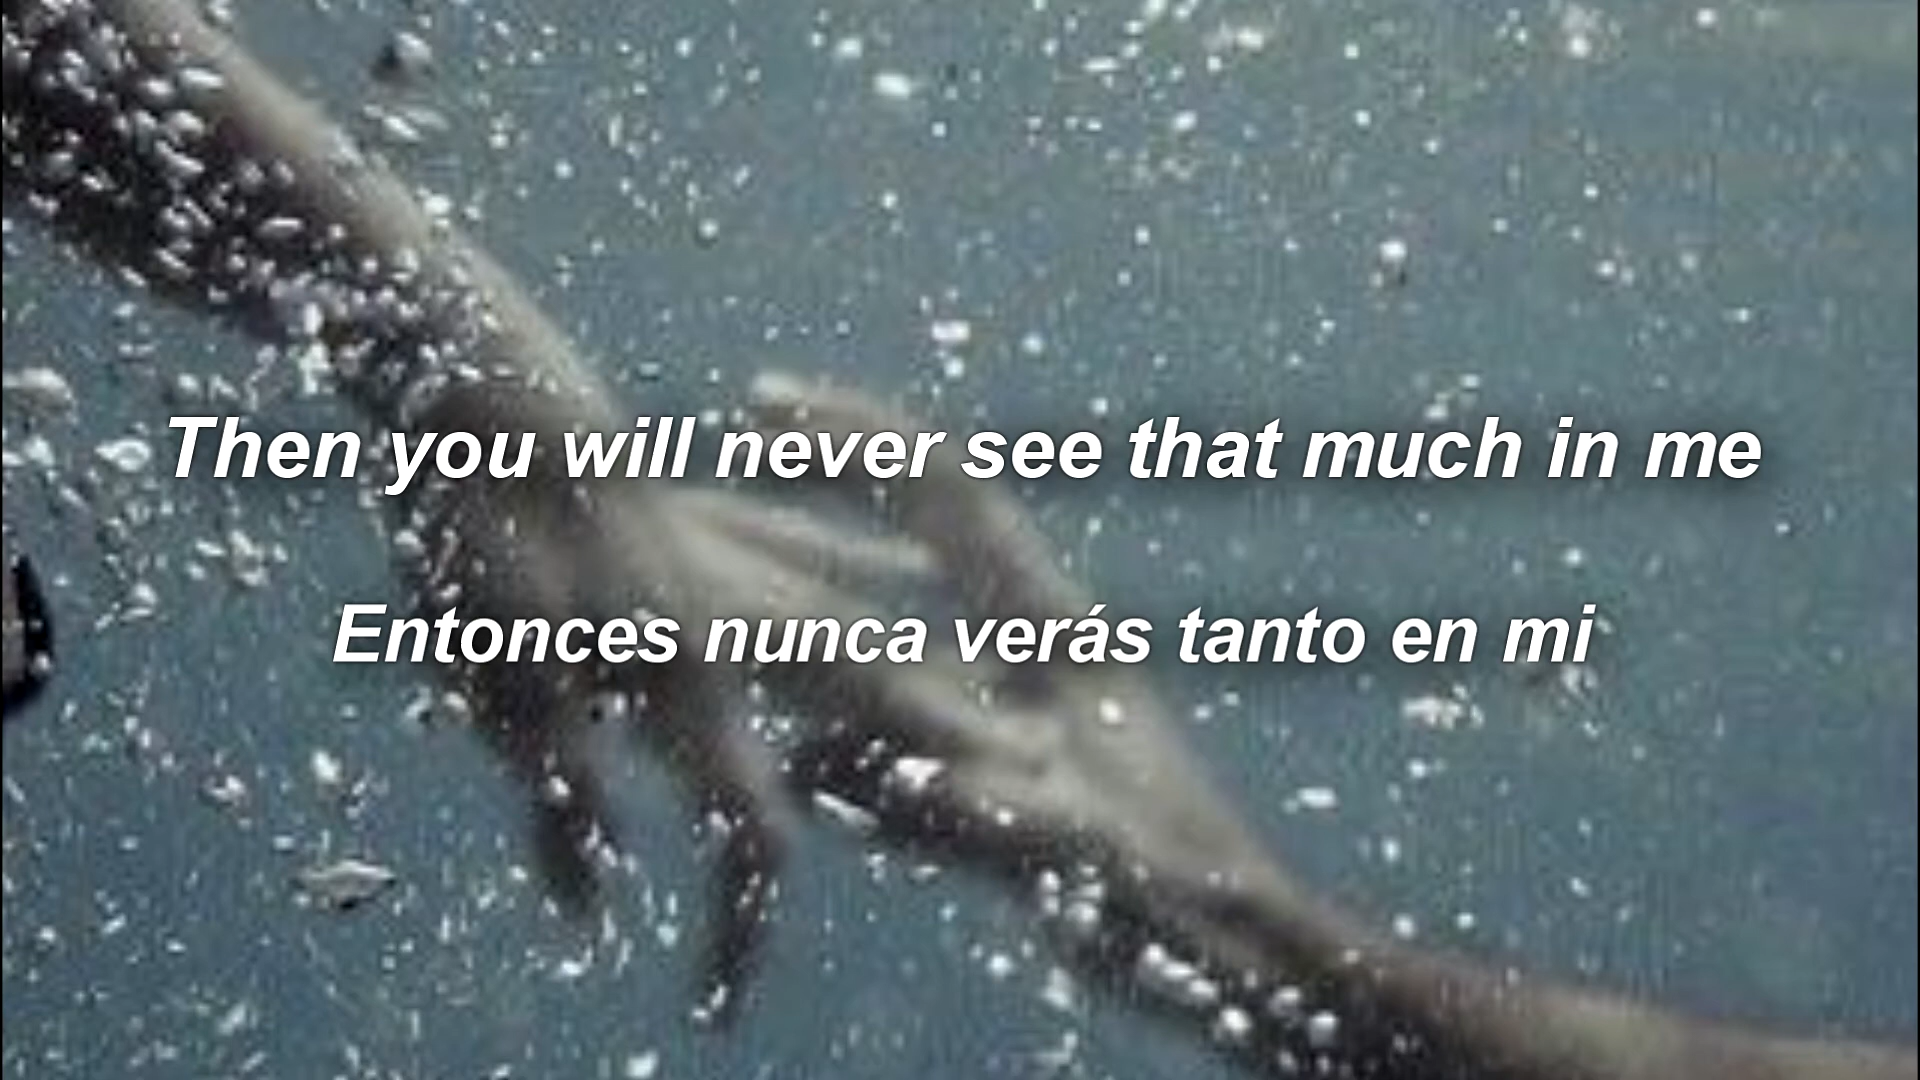 Then you will never see that much in me
Entonces nunca verás tanto en mi